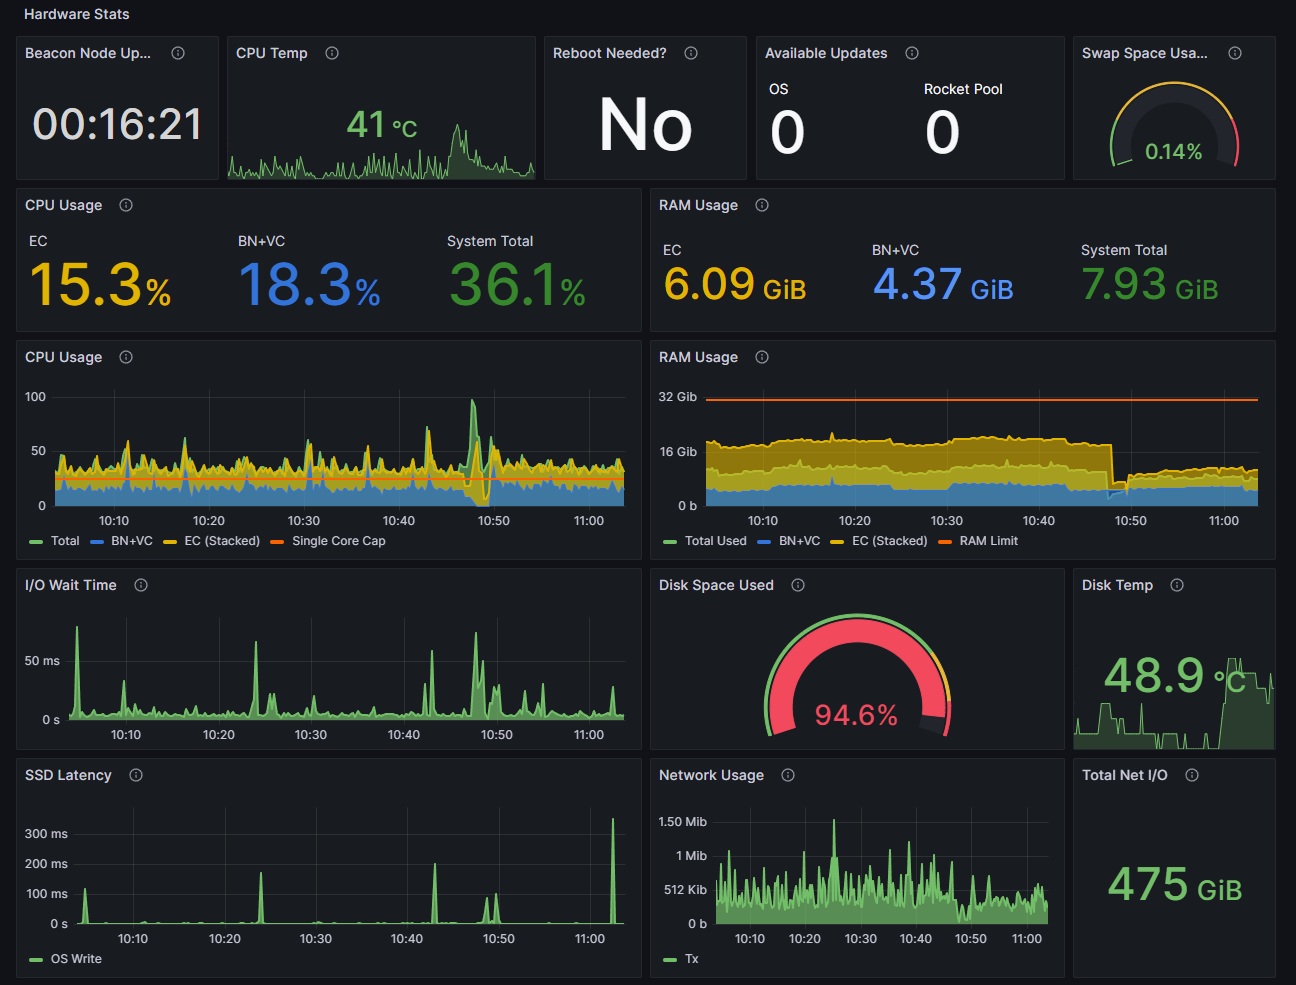 Hardware Stats
Beacon Node Up...
CPU Temp
Reboot Needed?
Available Updates
Swap Space Usa...
00:16:21
41 °C
No
OS
Rocket Pool
0
0
0.14%
CPU Usage
EC
BN+VC
System Total
15.3%
18.3%
36.1%
RAM Usage
EC
BN+VC
System Total
6.09 GiB
4.37 GiB
7.93 GiB
CPU Usage
100
50
0
10:10
10:20
10:30
10:40
10:50
11:00
Total
BN+VC
EC (Stacked)
Single Core Cap
RAM Usage
32 Gib
16 Gib
0 b
10:10
10:20
10:30
10:40
10:50
11:00
Total Used
BN+VC
EC (Stacked)
RAM Limit
I/O Wait Time
50 ms
0 s
10:10
10:20
10:30
10:40
10:50
11:00
Disk Space Used
94.6%
Disk Temp
48.9 °C
SSD Latency
300 ms
200 ms
100 ms
0 s
10:10
10:20
10:30
10:40
10:50
11:00
OS Write
Network Usage
1.50 Mib
1 Mib
512 Kib
0 b
10:10
10:20
10:30
10:40
10:50
11:00
Tx
Total Net I/O
475 GiB